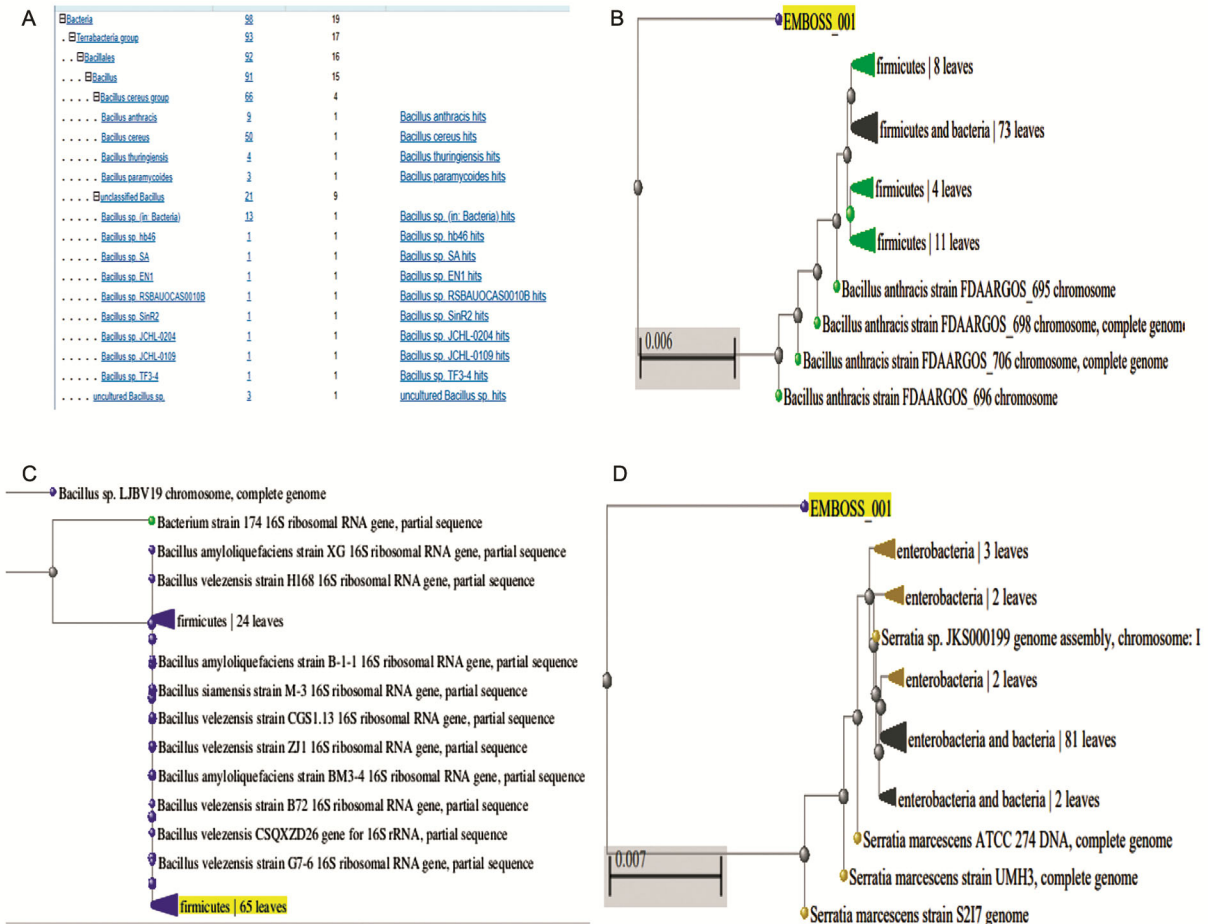 A
⊟Bacteria 98 19
. ⊟Terrabacteria group 93 17
. . ⊟Bacillales 92 16
. . . ⊟Bacillus 91 15
. . . . ⊟Bacillus cereus group 66 4
. . . . . Bacillus anthracis 9 1 Bacillus anthracis hits
. . . . . Bacillus cereus 50 1 Bacillus cereus hits
. . . . . Bacillus thuringiensis 4 1 Bacillus thuringiensis hits
. . . . . Bacillus paramycoides 3 1 Bacillus paramycoides hits
. . . . ⊟unclassified Bacillus 21 9
. . . . . Bacillus sp. (in: Bacteria) 13 1 Bacillus sp. (in: Bacteria) hits
. . . . . Bacillus sp. hb46 1 1 Bacillus sp. hb46 hits
. . . . . Bacillus sp. SA 1 1 Bacillus sp. SA hits
. . . . . Bacillus sp. EN1 1 1 Bacillus sp. EN1 hits
. . . . . Bacillus sp. RSBAUOCAS0010B 1 1 Bacillus sp. RSBAUOCAS0010B hits
. . . . . Bacillus sp. SinR2 1 1 Bacillus sp. SinR2 hits
. . . . . Bacillus sp. JCHL-0204 1 1 Bacillus sp. JCHL-0204 hits
. . . . . Bacillus sp. JCHL-0109 1 1 Bacillus sp. JCHL-0109 hits
. . . . . Bacillus sp. TF3-4 1 1 Bacillus sp. TF3-4 hits
. . . . uncultured Bacillus sp. 3 1 uncultured Bacillus sp. hits
B
EMBOSS_001
firmicutes | 8 leaves
firmicutes and bacteria | 73 leaves
firmicutes | 4 leaves
firmicutes | 11 leaves
Bacillus anthracis strain FDAARGOS_695 chromosome
Bacillus anthracis strain FDAARGOS_698 chromosome, complete genom
0.006
Bacillus anthracis strain FDAARGOS_706 chromosome, complete genome
Bacillus anthracis strain FDAARGOS_696 chromosome
C
Bacillus sp. LJBV19 chromosome, complete genome
Bacterium strain 174 16S ribosomal RNA gene, partial sequence
Bacillus amyloliquefaciens strain XG 16S ribosomal RNA gene, partial sequence
Bacillus velezensis strain H168 16S ribosomal RNA gene, partial sequence
firmicutes | 24 leaves
Bacillus amyloliquefaciens strain B-1-1 16S ribosomal RNA gene, partial sequence
Bacillus siamensis strain M-3 16S ribosomal RNA gene, partial sequence
Bacillus velezensis strain CGS1.13 16S ribosomal RNA gene, partial sequence
Bacillus velezensis strain ZJ1 16S ribosomal RNA gene, partial sequence
Bacillus amyloliquefaciens strain BM3-4 16S ribosomal RNA gene, partial sequence
Bacillus velezensis strain B72 16S ribosomal RNA gene, partial sequence
Bacillus velezensis CSQXZD26 gene for 16S rRNA, partial sequence
Bacillus velezensis strain G7-6 16S ribosomal RNA gene, partial sequence
firmicutes | 65 leaves
D
EMBOSS_001
enterobacteria | 3 leaves
enterobacteria | 2 leaves
Serratia sp. JKS000199 genome assembly, chromosome: I
enterobacteria | 2 leaves
enterobacteria and bacteria | 81 leaves
enterobacteria and bacteria | 2 leaves
Serratia marcescens ATCC 274 DNA, complete genome
0.007
Serratia marcescens strain UMH3, complete genome
Serratia marcescens strain S2I7 genome